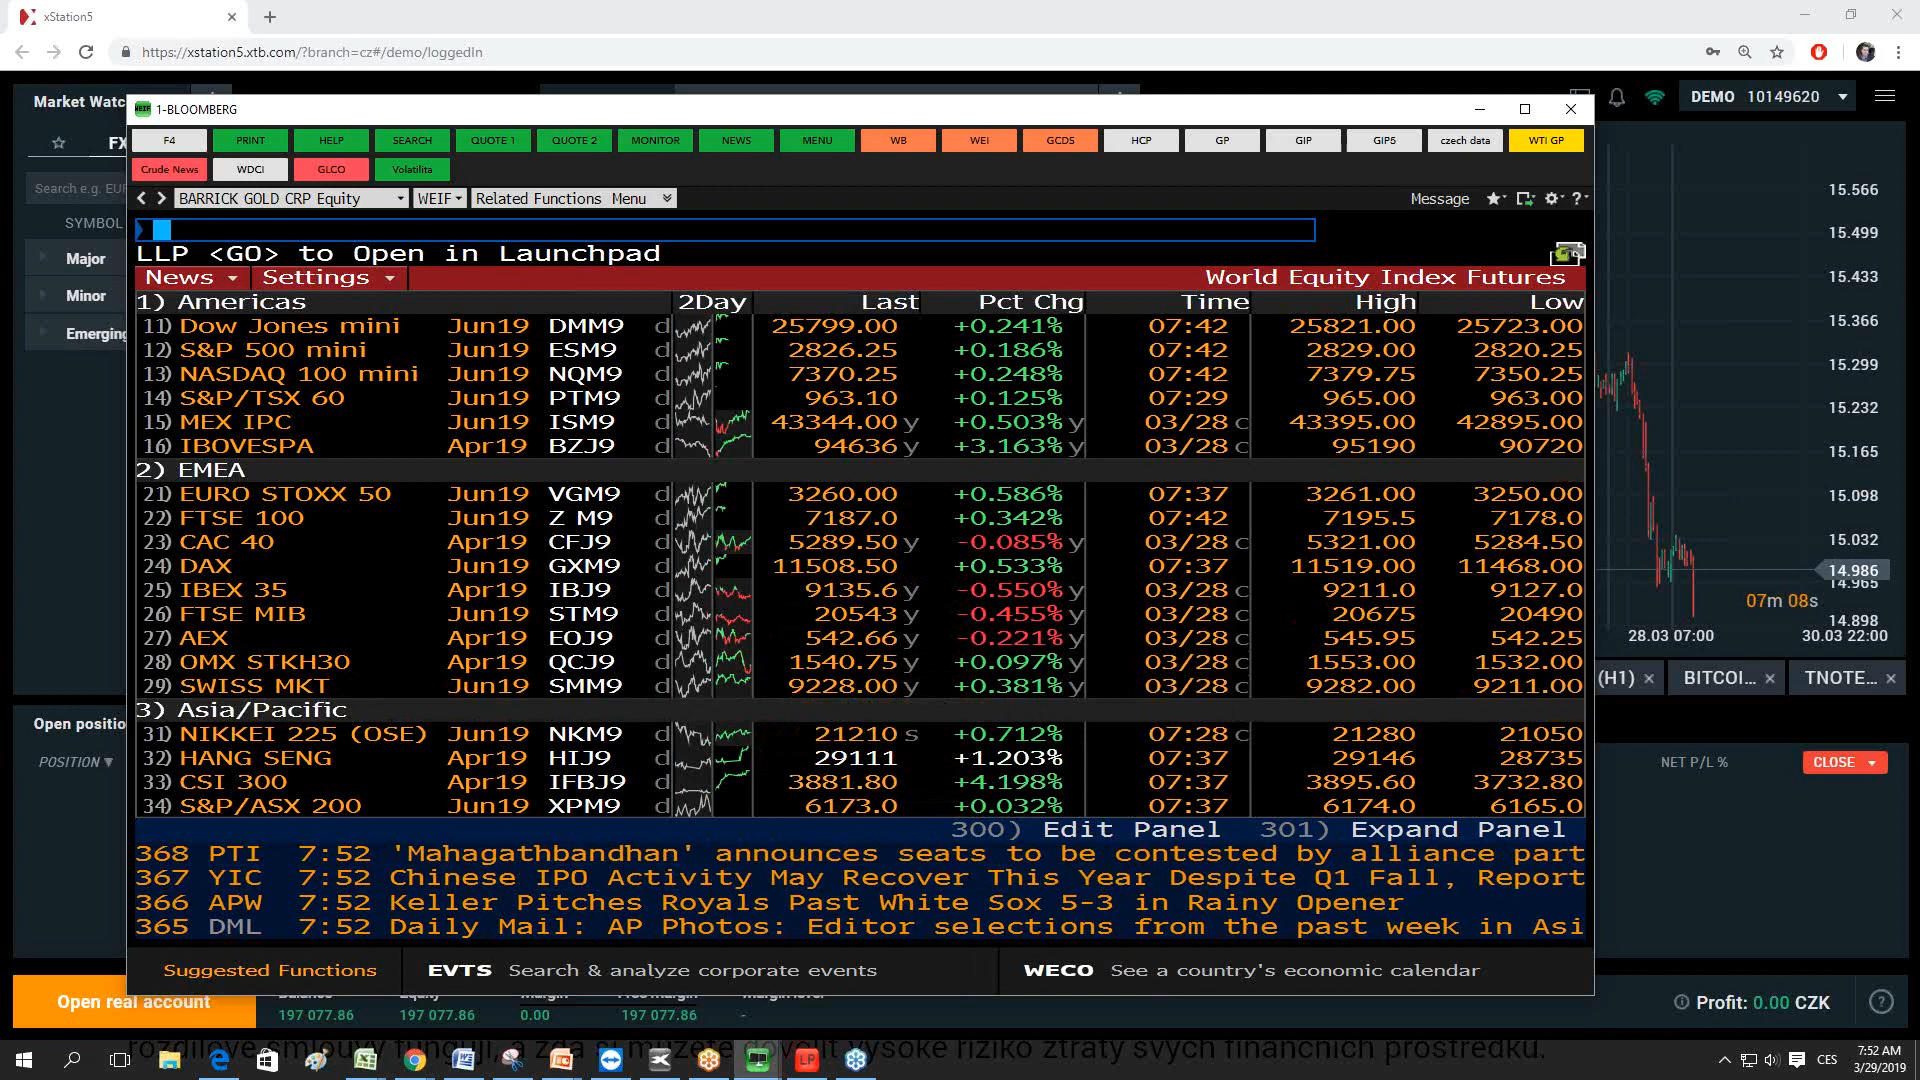 xStation5
https://xstation5.xtb.com/?branch=cz#/demo/loggedIn
Market Watc
DEMO 10149620
FX
Search e.g. EUR
SYMBOL
Major
Minor
Emerging
1-BLOOMBERG
F4 PRINT HELP SEARCH QUOTE 1 QUOTE 2 MONITOR NEWS MENU WB WEI GCDS HCP GP GIP GIP5 czech data WTI GP
Crude News WDCI GLCO Volatilita
BARRICK GOLD CRP Equity WEIF Related Functions Menu Message
LLP <GO> to Open in Launchpad
News Settings World Equity Index Futures
1) Americas 2Day Last Pct Chg Time High Low
11) Dow Jones mini Jun19 DMM9 d 25799.00 +0.241% 07:42 25821.00 25723.00
12) S&P 500 mini Jun19 ESM9 d 2826.25 +0.186% 07:42 2829.00 2820.25
13) NASDAQ 100 mini Jun19 NQM9 d 7370.25 +0.248% 07:42 7379.75 7350.25
14) S&P/TSX 60 Jun19 PTM9 d 963.10 +0.125% 07:29 965.00 963.00
15) MEX IPC Jun19 ISM9 d 43344.00 y +0.503% y 03/28 c 43395.00 42895.00
16) IBOVESPA Apr19 BZJ9 d 94636 y +3.163% y 03/28 c 95190 90720
2) EMEA
21) EURO STOXX 50 Jun19 VGM9 d 3260.00 +0.586% 07:37 3261.00 3250.00
22) FTSE 100 Jun19 Z M9 d 7187.0 +0.342% 07:42 7195.5 7178.0
23) CAC 40 Apr19 CFJ9 d 5289.50 y -0.085% y 03/28 c 5321.00 5284.50
24) DAX Jun19 GXM9 d 11508.50 +0.533% 07:37 11519.00 11468.00
25) IBEX 35 Apr19 IBJ9 d 9135.6 y -0.550% y 03/28 c 9211.0 9127.0
26) FTSE MIB Jun19 STM9 d 20543 y -0.455% y 03/28 c 20675 20490
27) AEX Apr19 EOJ9 d 542.66 y -0.221% y 03/28 c 545.95 542.25
28) OMX STKH30 Apr19 QCJ9 d 1540.75 y +0.097% y 03/28 c 1553.00 1532.00
29) SWISS MKT Jun19 SMM9 d 9228.00 y +0.381% y 03/28 c 9282.00 9211.00
3) Asia/Pacific
31) NIKKEI 225 (OSE) Jun19 NKM9 d 21210 s +0.712% 07:28 c 21280 21050
32) HANG SENG Apr19 HIJ9 d 29111 +1.203% 07:37 29146 28735
33) CSI 300 Apr19 IFBJ9 d 3881.80 +4.198% 07:37 3895.60 3732.80
34) S&P/ASX 200 Jun19 XPM9 d 6173.0 +0.032% 07:37 6174.0 6165.0
300) Edit Panel 301) Expand Panel
368 PTI 7:52 'Mahagathbandhan' announces seats to be contested by alliance part
367 YIC 7:52 Chinese IPO Activity May Recover This Year Despite Q1 Fall, Report
366 APW 7:52 Keller Pitches Royals Past White Sox 5-3 in Rainy Opener
365 DML 7:52 Daily Mail: AP Photos: Editor selections from the past week in Asi
Suggested Functions EVTS Search & analyze corporate events WECO See a country's economic calendar
15.566
15.499
15.433
15.366
15.299
15.232
15.165
15.098
15.032
14.986
14.965
07m 08s
14.898
28.03 07:00 30.03 22:00
(H1) BITCOI... TNOTE...
Open positio
POSITION NET P/L % CLOSE
Open real account
Balance Equity Margin Free margin Margin level
197 077.86 197 077.86 0.00 197 077.86 -
Profit: 0.00 CZK
rozdílové smlouvy fungují, a zda si můžete dovolit vysoké riziko ztráty svých finančních prostředků.
CES
7:52 AM
3/29/2019